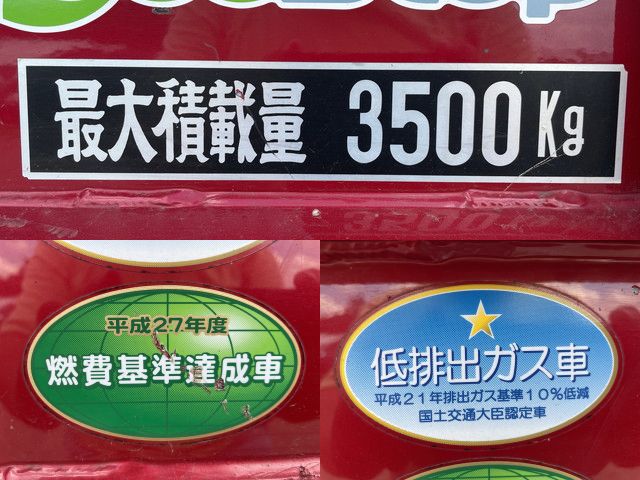 最大積載量 3500Kg
3200
平成27年度
燃費基準達成車
低排出ガス車
平成21年排出ガス基準10%低減
国土交通大臣認定車